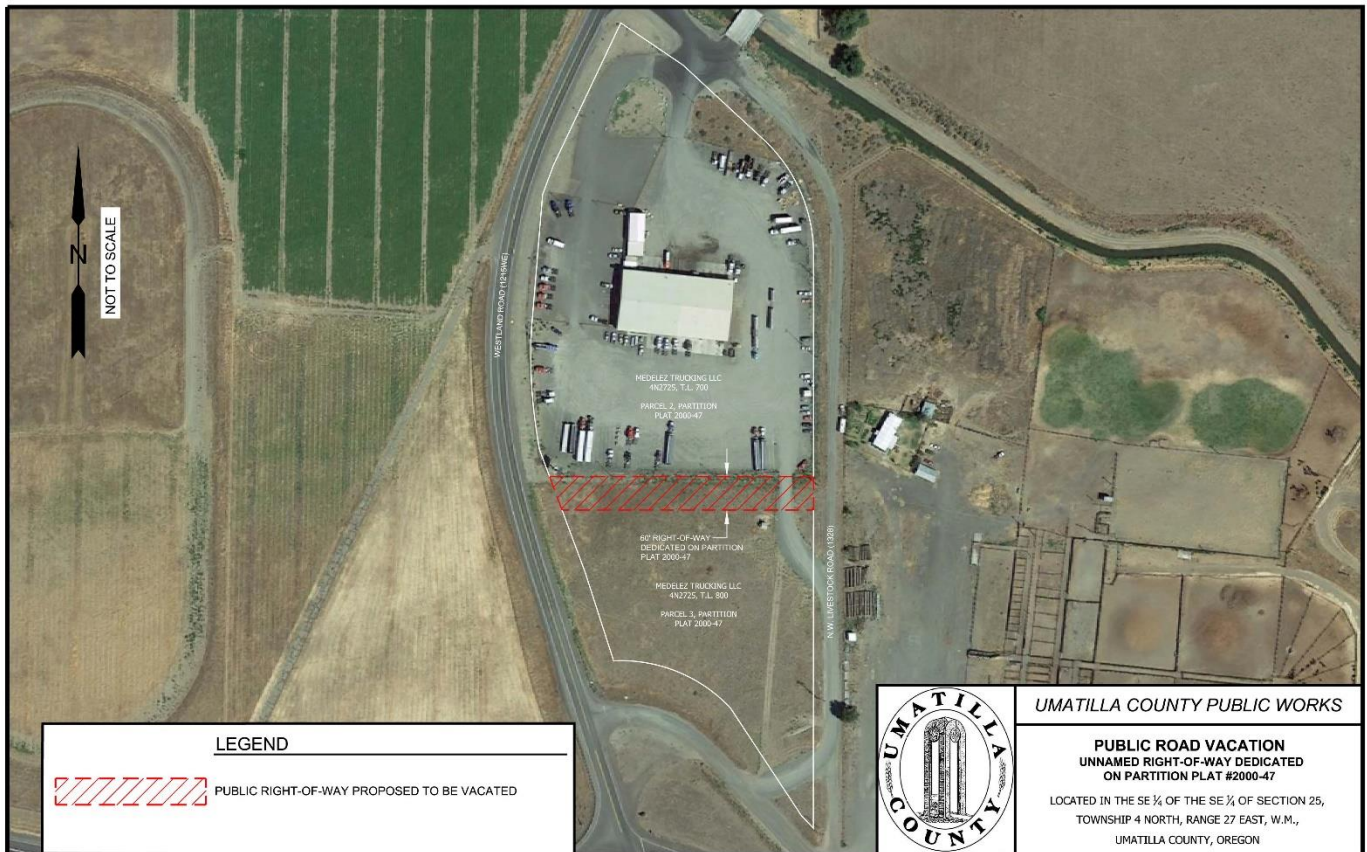 NOT TO SCALE
N
WESTLAND ROAD (1215WE)
MEDELEZ TRUCKING LLC
4N2725, T.L. 700
PARCEL 2, PARTITION
PLAT 2000-47
60' RIGHT-OF-WAY
DEDICATED ON PARTITION
PLAT 2000-47
MEDELEZ TRUCKING LLC
4N2725, T.L. 800
PARCEL 3, PARTITION
PLAT 2000-47
N.W. LIVESTOCK ROAD (1328)
LEGEND
PUBLIC RIGHT-OF-WAY PROPOSED TO BE VACATED
UMATILLA
COUNTY
UMATILLA COUNTY PUBLIC WORKS
PUBLIC ROAD VACATION
UNNAMED RIGHT-OF-WAY DEDICATED
ON PARTITION PLAT #2000-47
LOCATED IN THE SE ¼ OF THE SE ¼ OF SECTION 25,
TOWNSHIP 4 NORTH, RANGE 27 EAST, W.M.,
UMATILLA COUNTY, OREGON